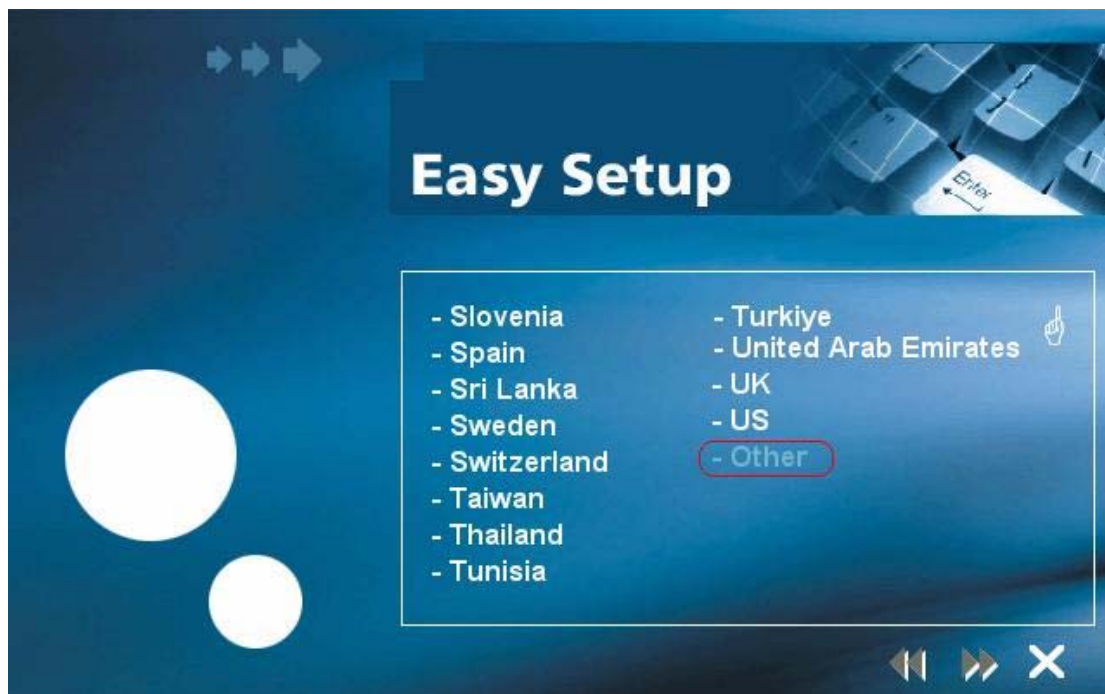 Easy Setup
Enter
- Slovenia
- Spain
- Sri Lanka
- Sweden
- Switzerland
- Taiwan
- Thailand
- Tunisia
- Turkiye
- United Arab Emirates
- UK
- US
- Other